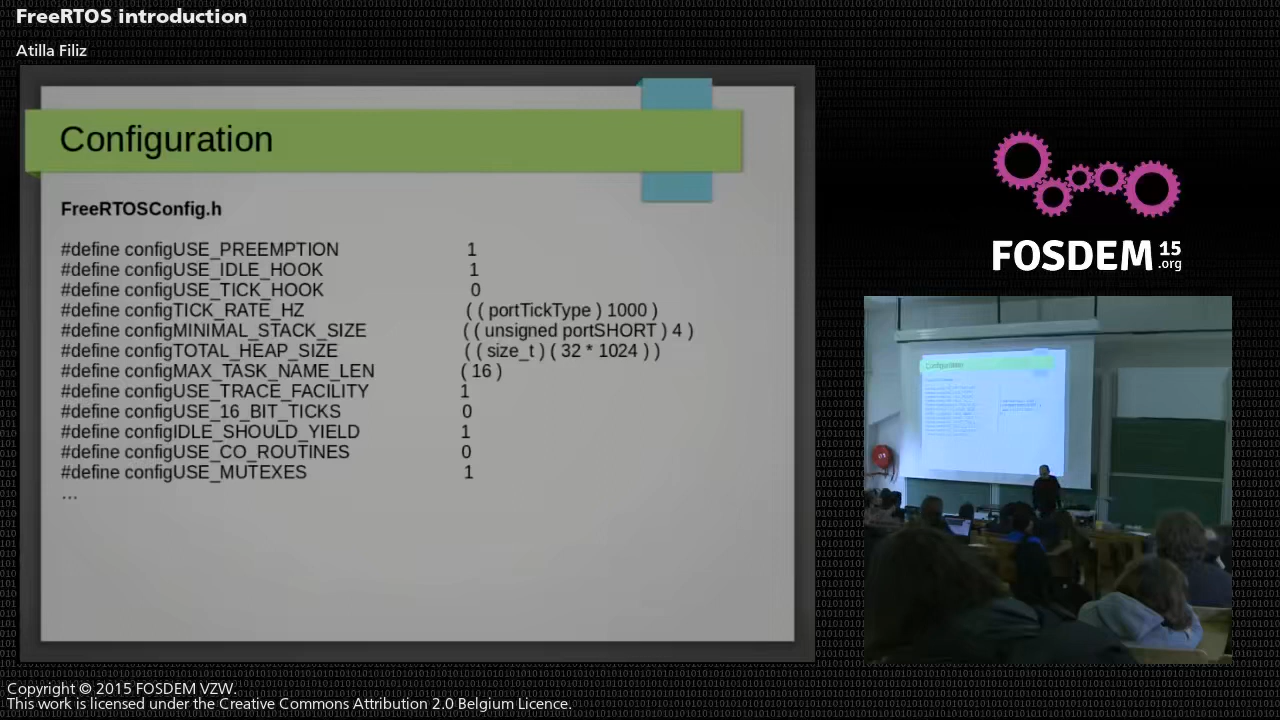 FreeRTOS introduction
Atilla Filiz
Configuration
FreeRTOSConfig.h
#define configUSE_PREEMPTION 1
#define configUSE_IDLE_HOOK 1
#define configUSE_TICK_HOOK 0
#define configTICK_RATE_HZ ( ( portTickType ) 1000 )
#define configMINIMAL_STACK_SIZE ( ( unsigned portSHORT ) 4 )
#define configTOTAL_HEAP_SIZE ( ( size_t ) ( 32 * 1024 ) )
#define configMAX_TASK_NAME_LEN ( 16 )
#define configUSE_TRACE_FACILITY 1
#define configUSE_16_BIT_TICKS 0
#define configIDLE_SHOULD_YIELD 1
#define configUSE_CO_ROUTINES 0
#define configUSE_MUTEXES 1
...
FOSDEM 15 .org
Configuration
Copyright © 2015 FOSDEM VZW.
This work is licensed under the Creative Commons Attribution 2.0 Belgium Licence.